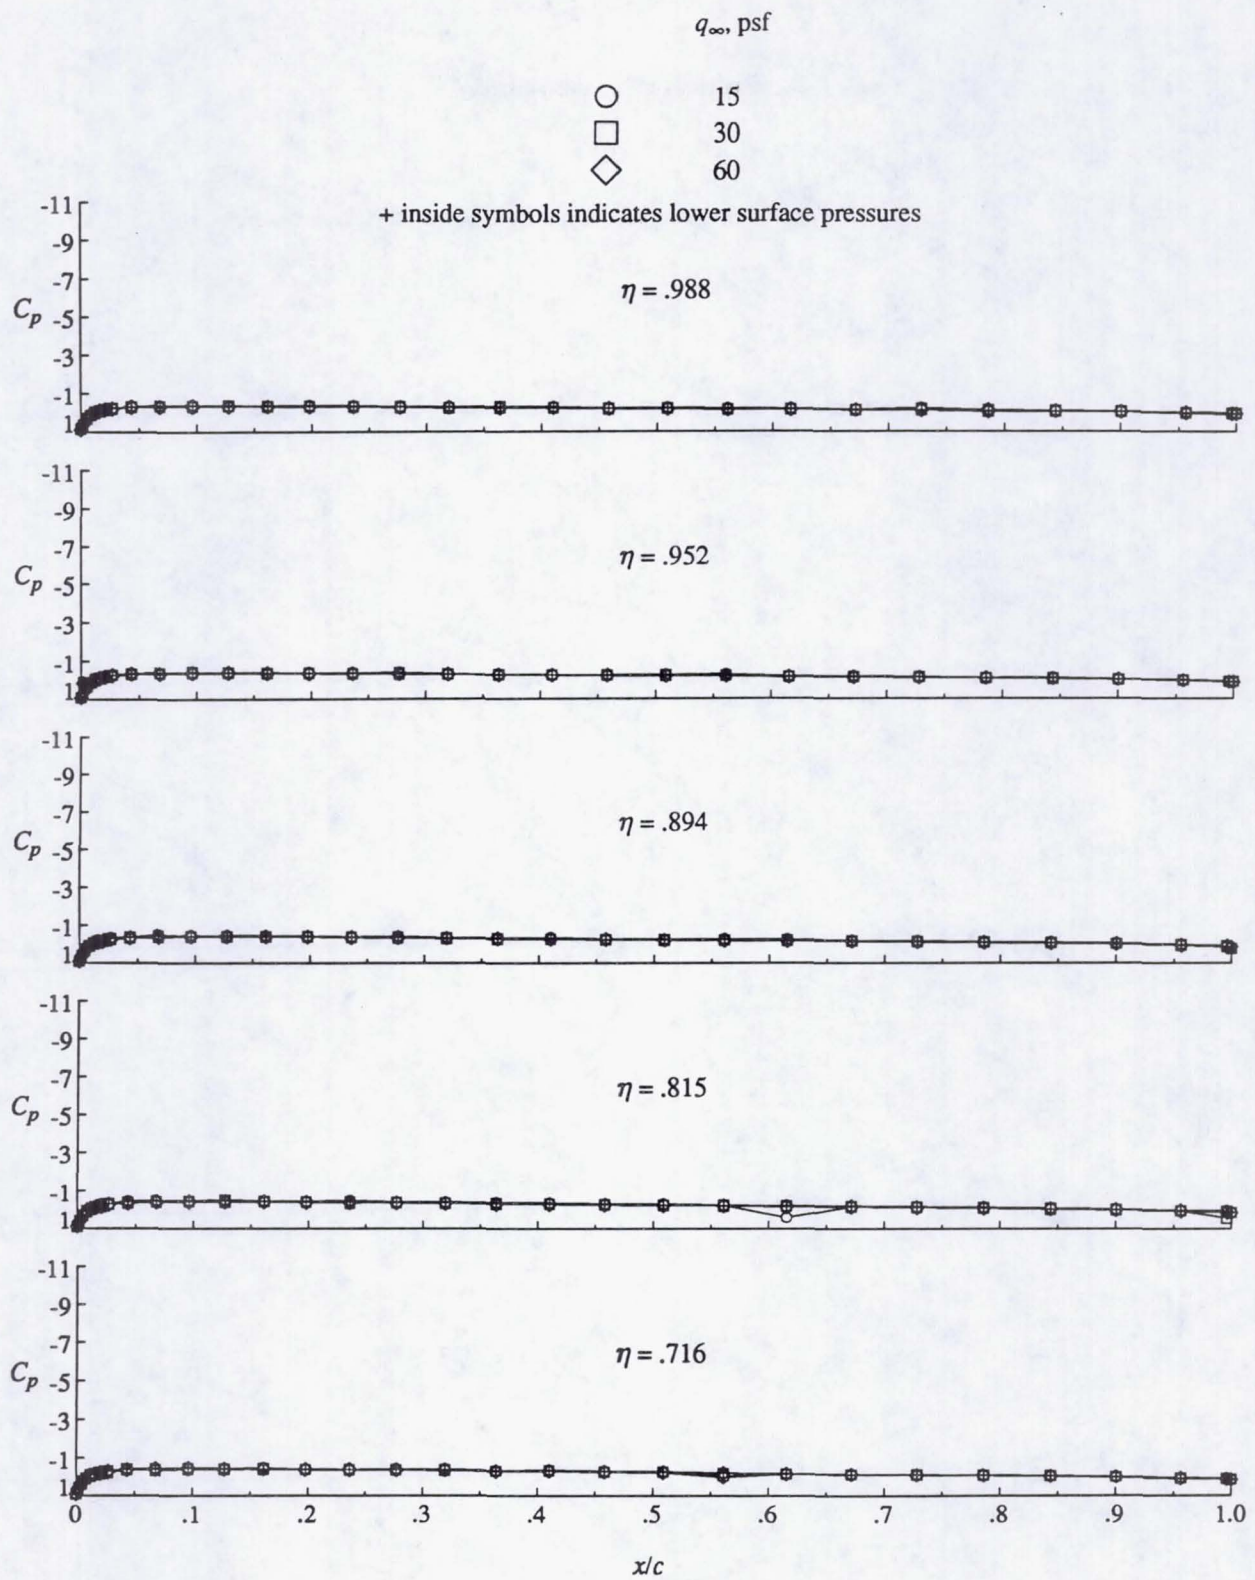 q∞, psf
15
30
60
+ inside symbols indicates lower surface pressures
-11
-9
-7
η = .988
Cp -5
-3
-1
1
-11
-9
-7
η = .952
Cp -5
-3
-1
1
-11
-9
-7
η = .894
Cp -5
-3
-1
1
-11
-9
-7
η = .815
Cp -5
-3
-1
1
-11
-9
-7
η = .716
Cp -5
-3
-1
1
0 .1 .2 .3 .4 .5 .6 .7 .8 .9 1.0
x/c